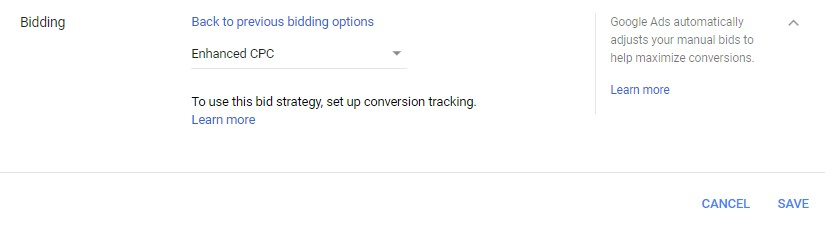 Bidding
Back to previous bidding options
Enhanced CPC
To use this bid strategy, set up conversion tracking.
Learn more
Google Ads automatically
adjusts your manual bids to
help maximize conversions.
Learn more
CANCEL
SAVE